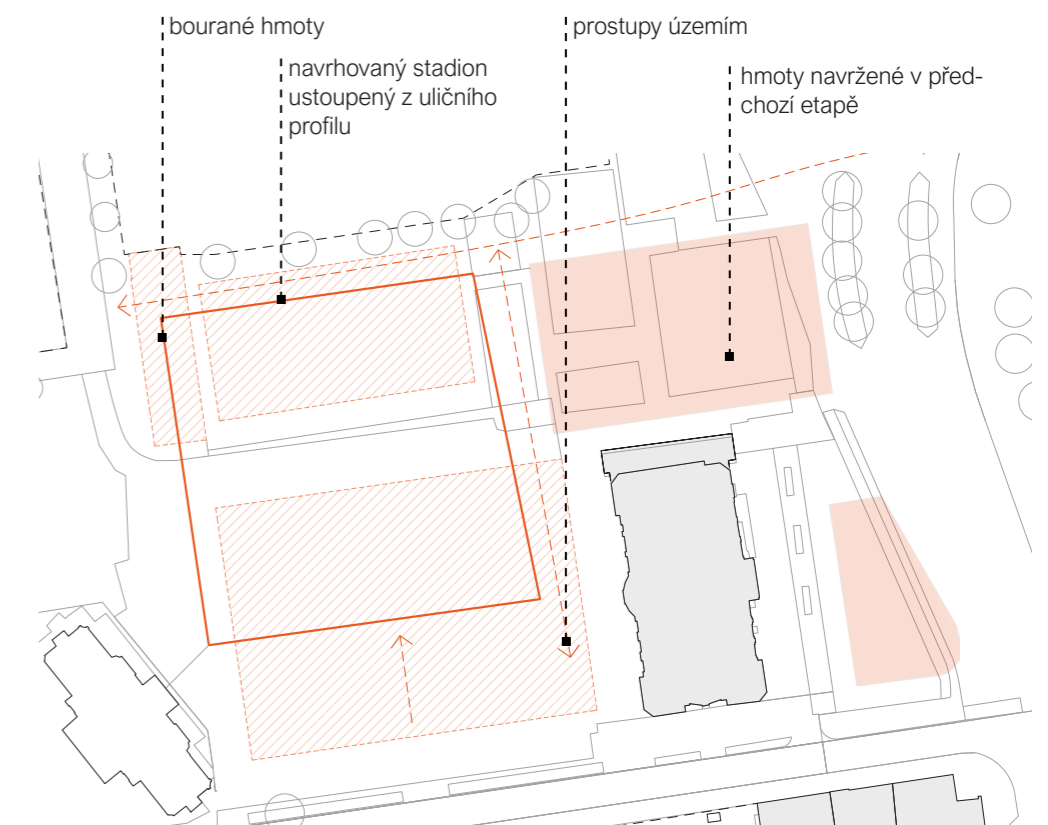 bourané hmoty
navrhovaný stadion
ustoupený z uličního
profilu
prostupy územím
hmoty navržené v před-
chozí etapě